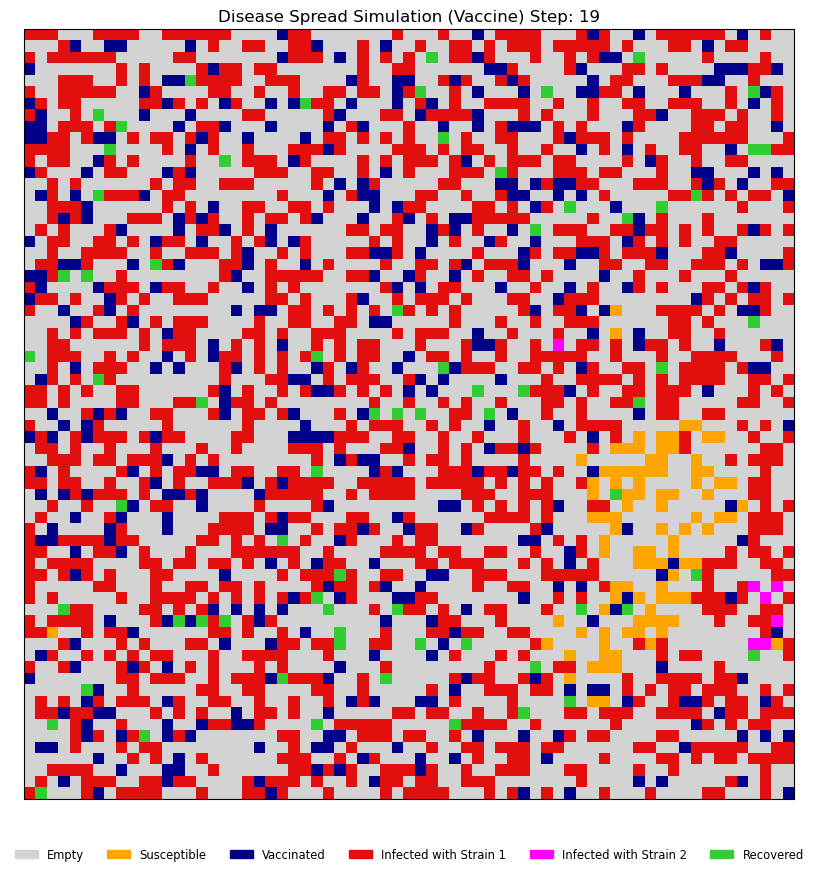 Disease Spread Simulation (Vaccine) Step: 19
Empty Susceptible Vaccinated Infected with Strain 1 Infected with Strain 2 Recovered